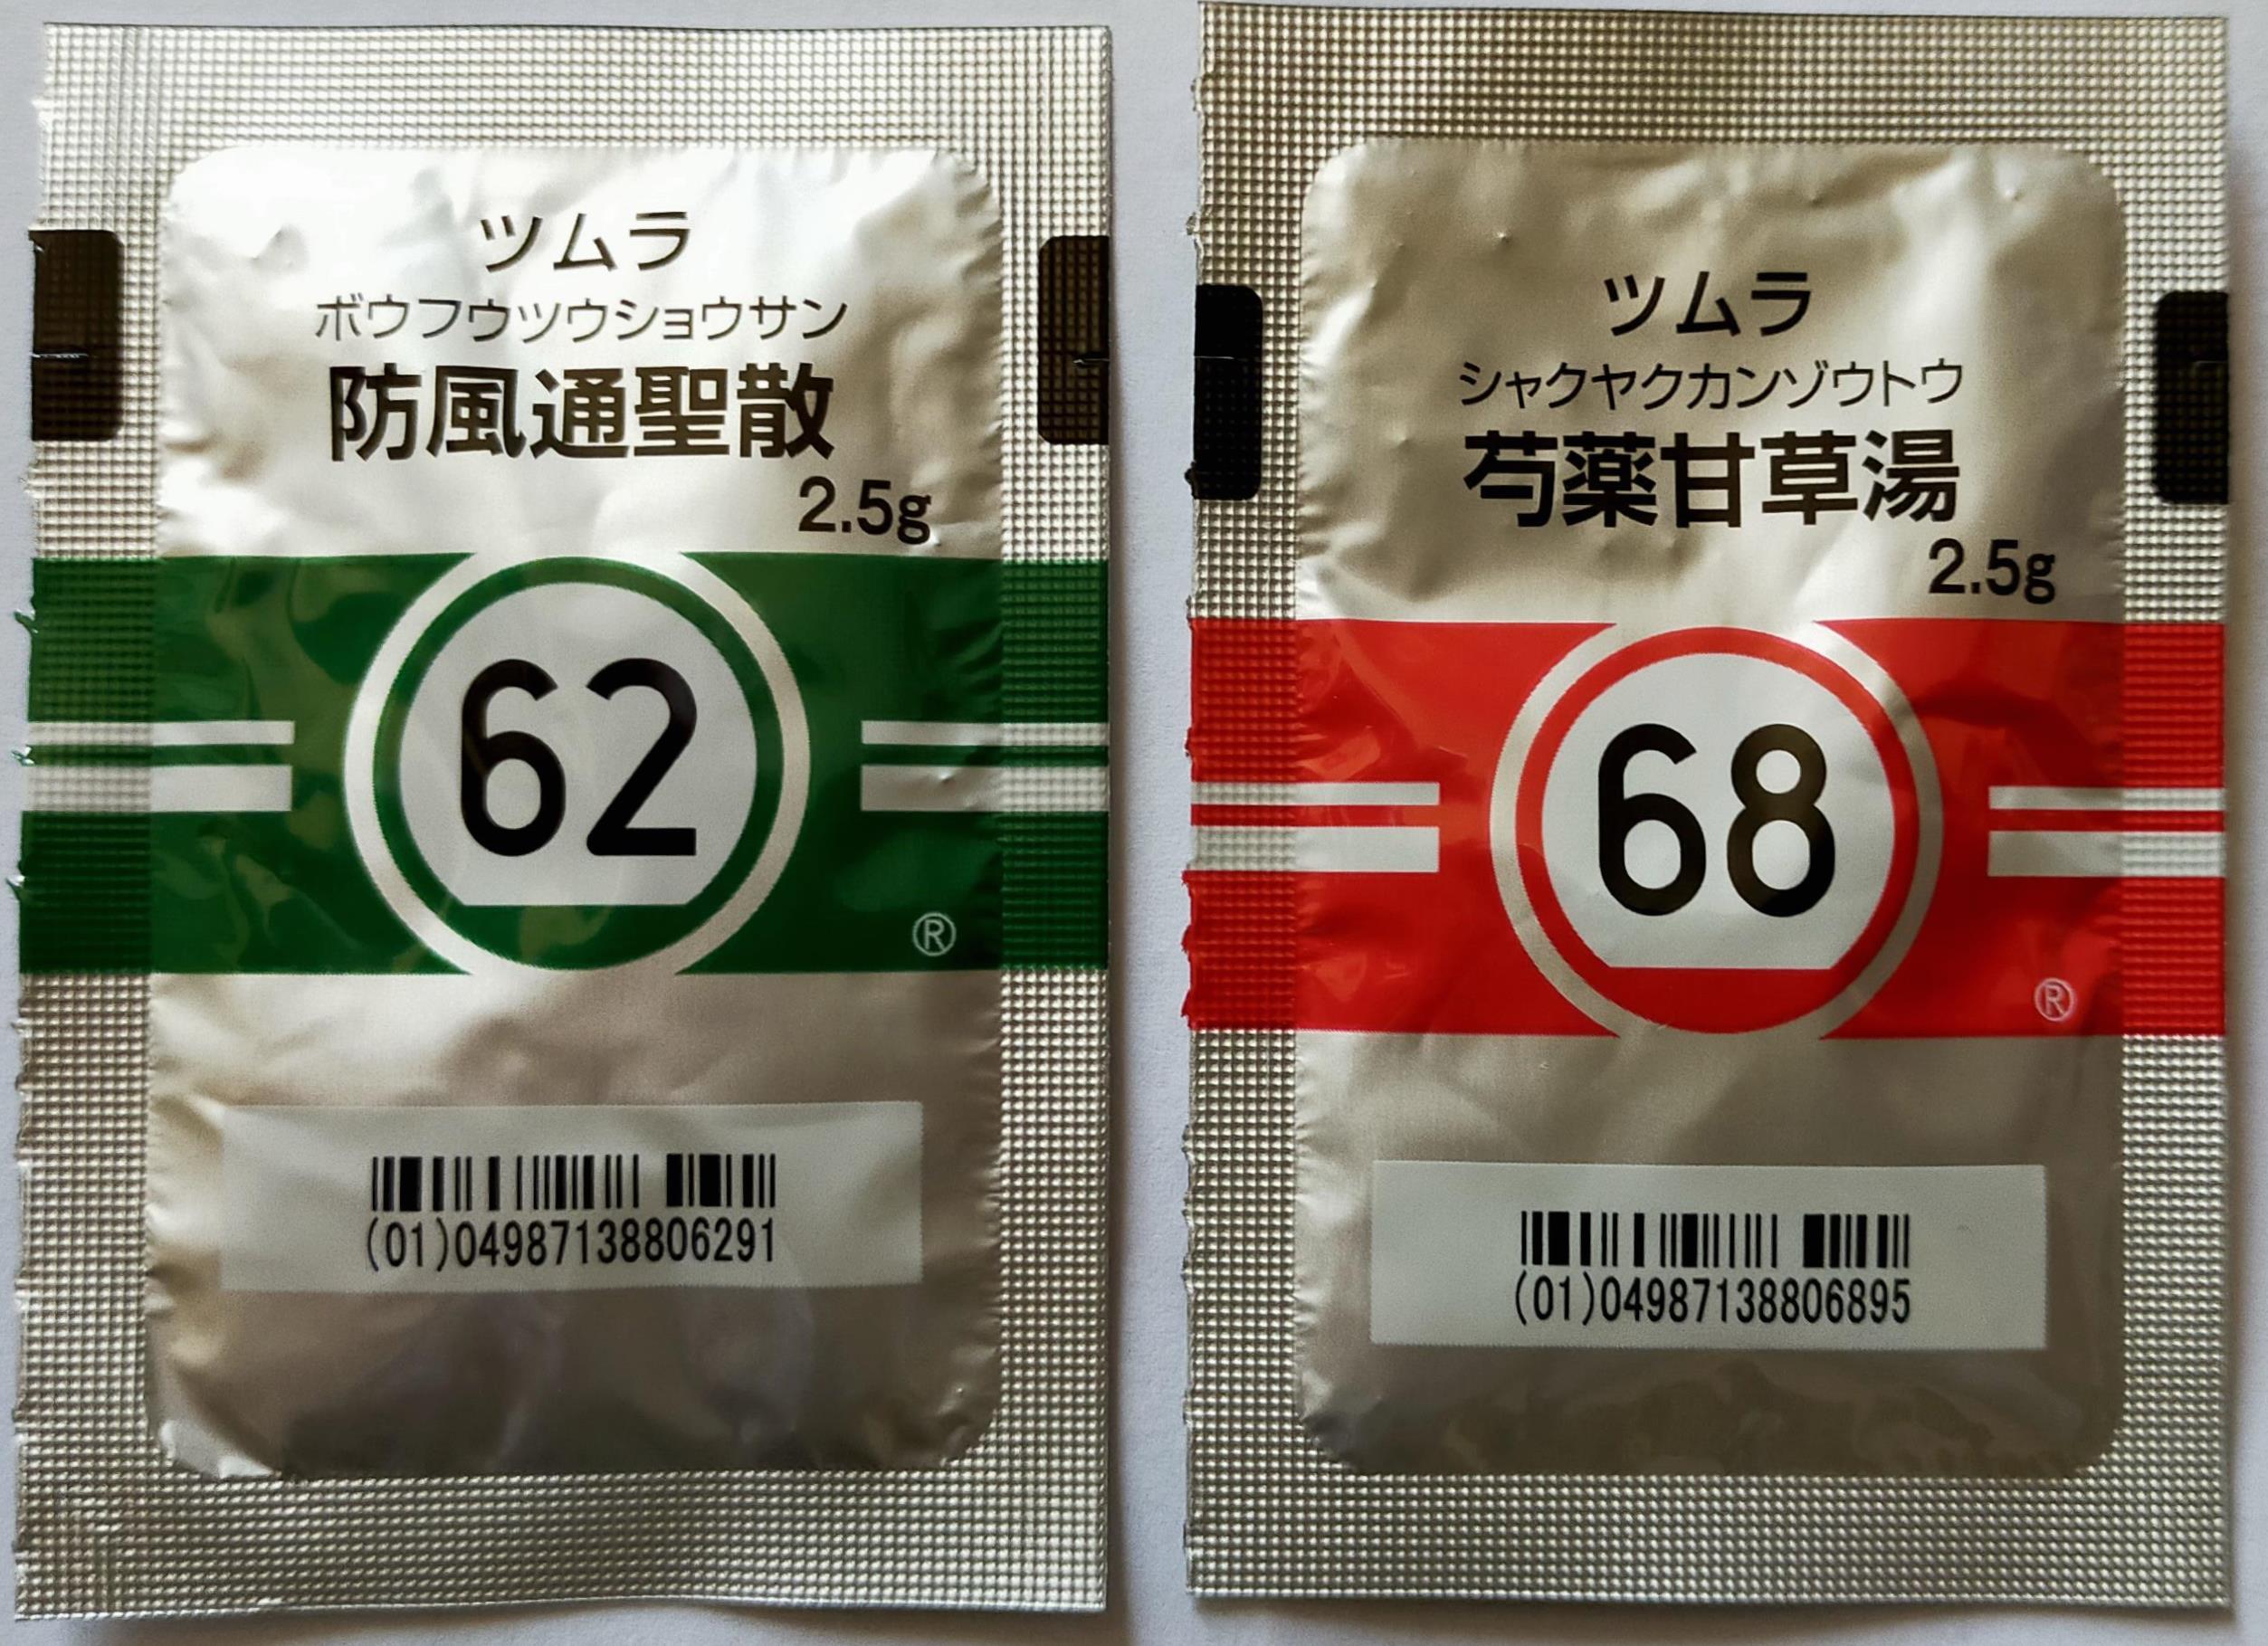 ツムラ
ボウフウツウショウサン
防風通聖散
2.5g
62
®
(01)04987138806291
ツムラ
シャクヤクカンゾウトウ
芍薬甘草湯
2.5g
68
®
(01)04987138806895